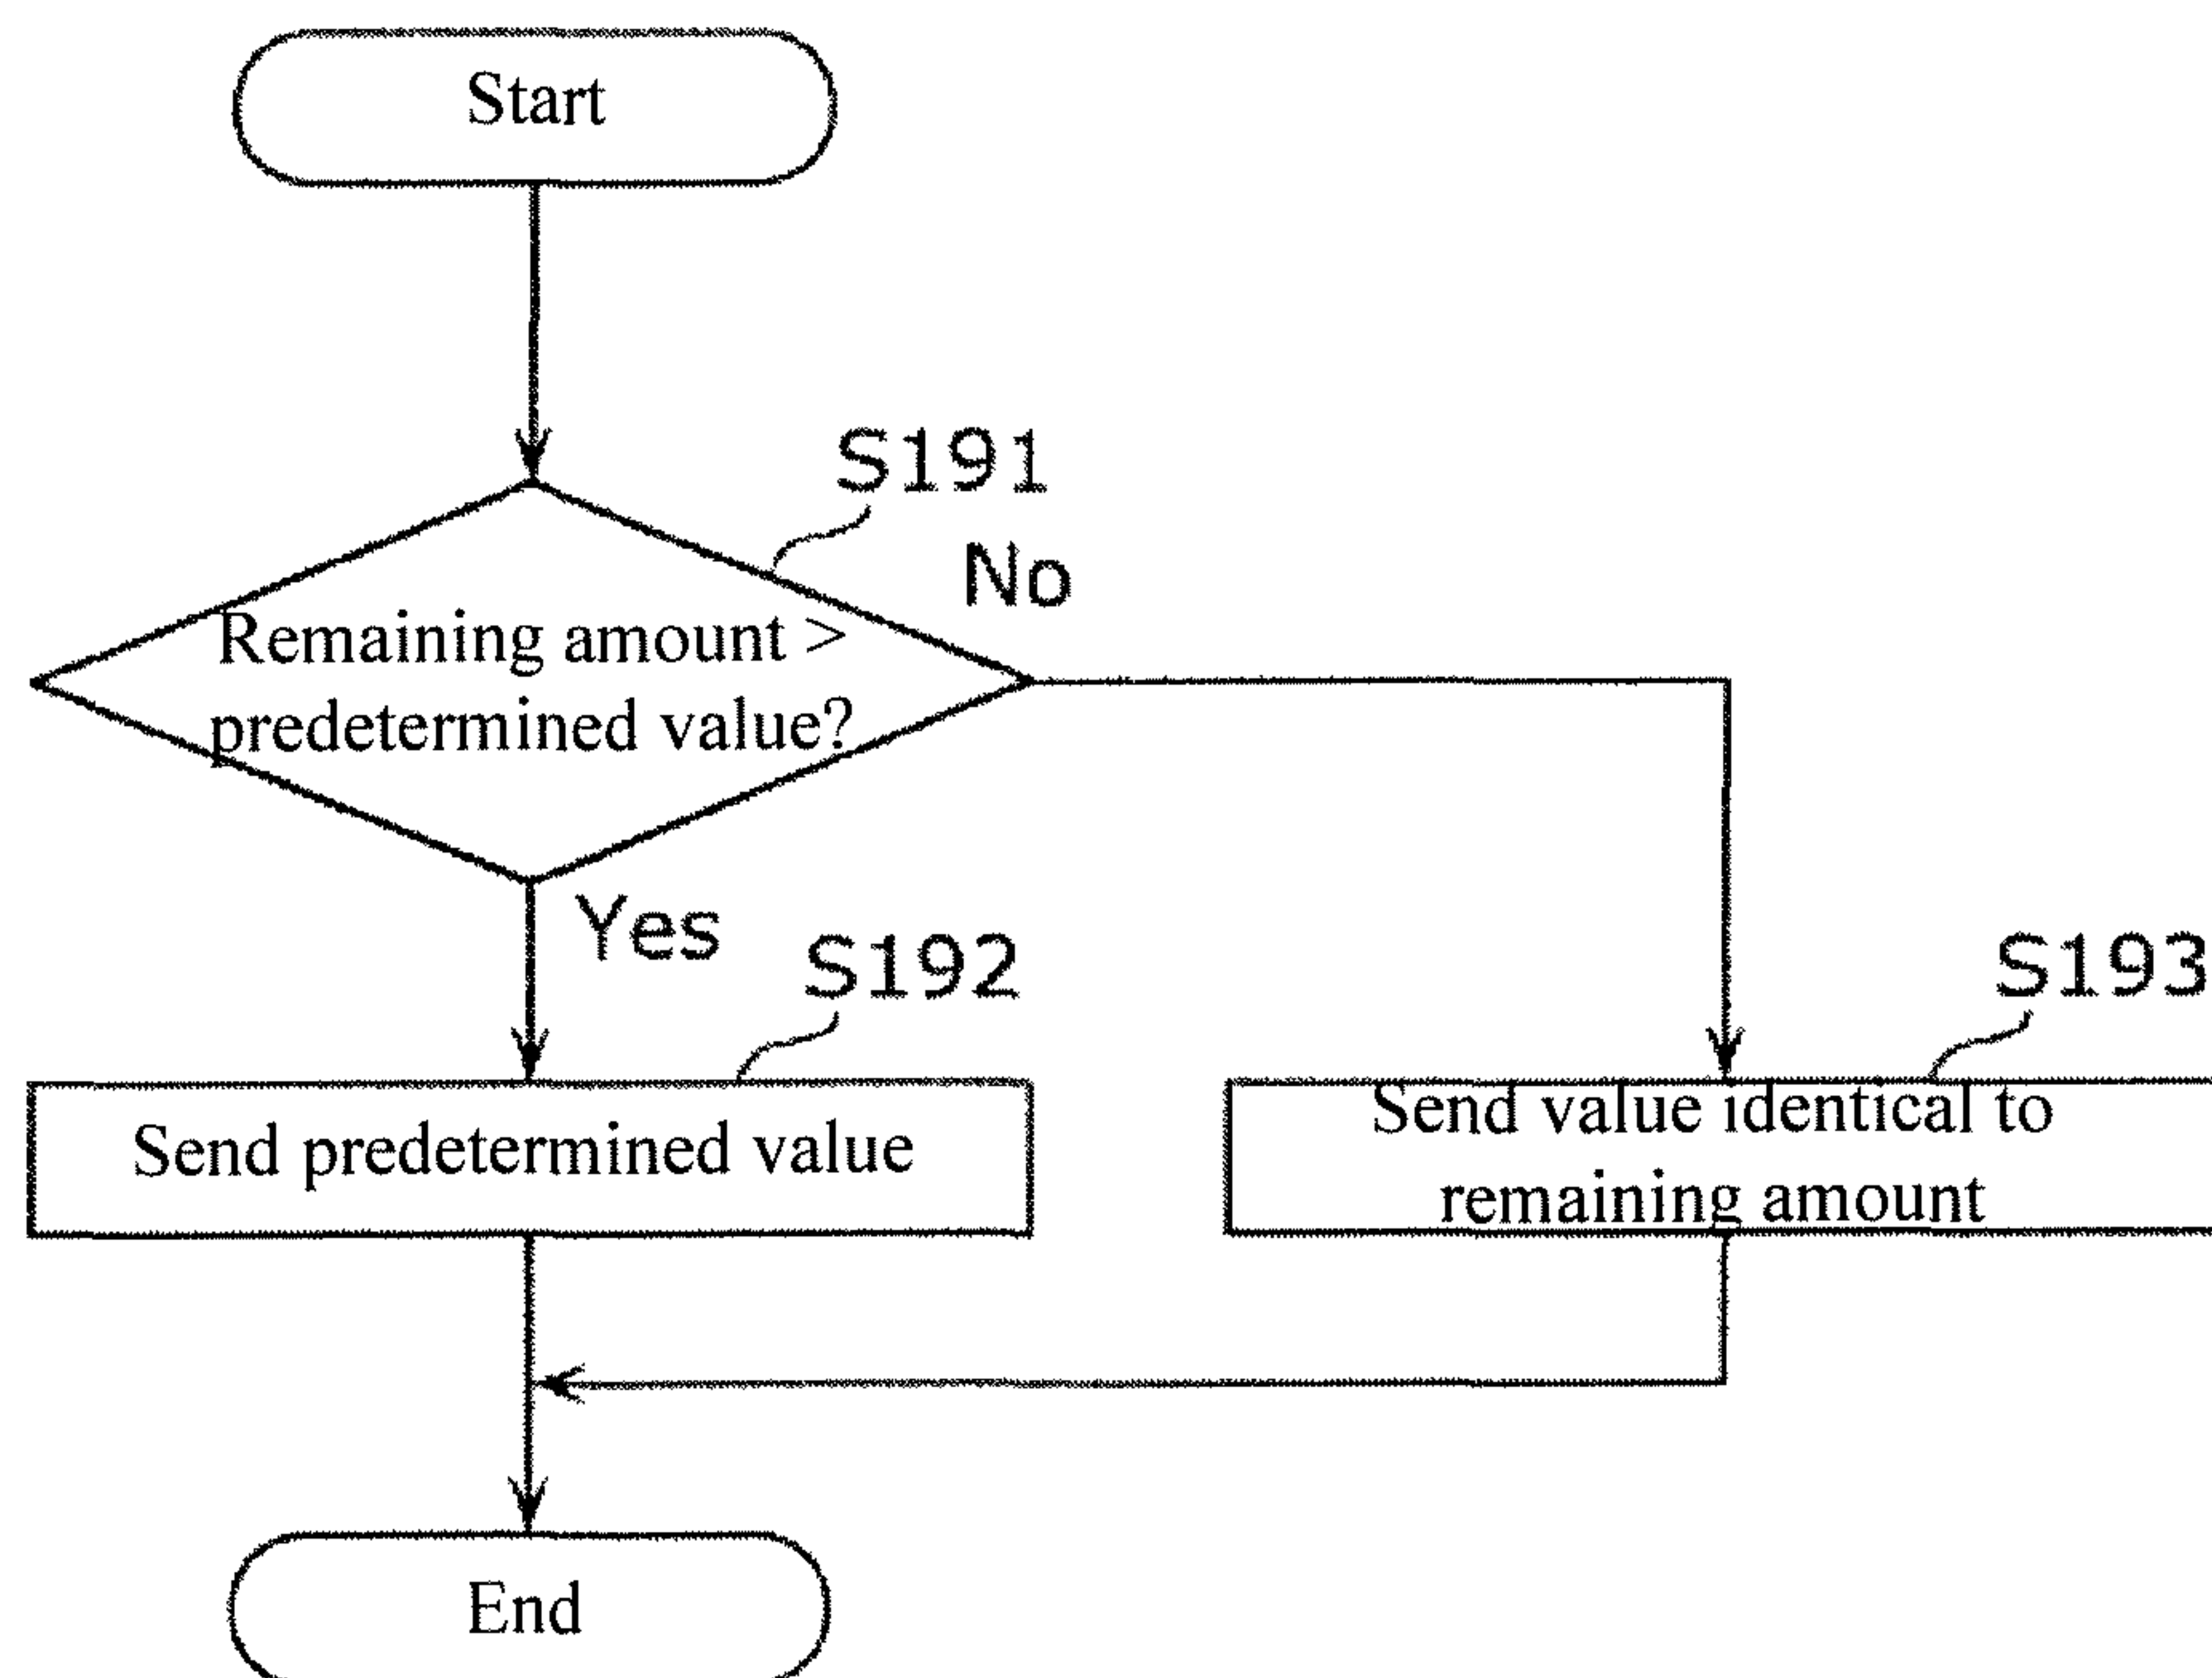 Start
S191
No
Remaining amount >
predetermined value?
Yes
S192
S193
Send predetermined value
Send value identical to
remaining amount
End